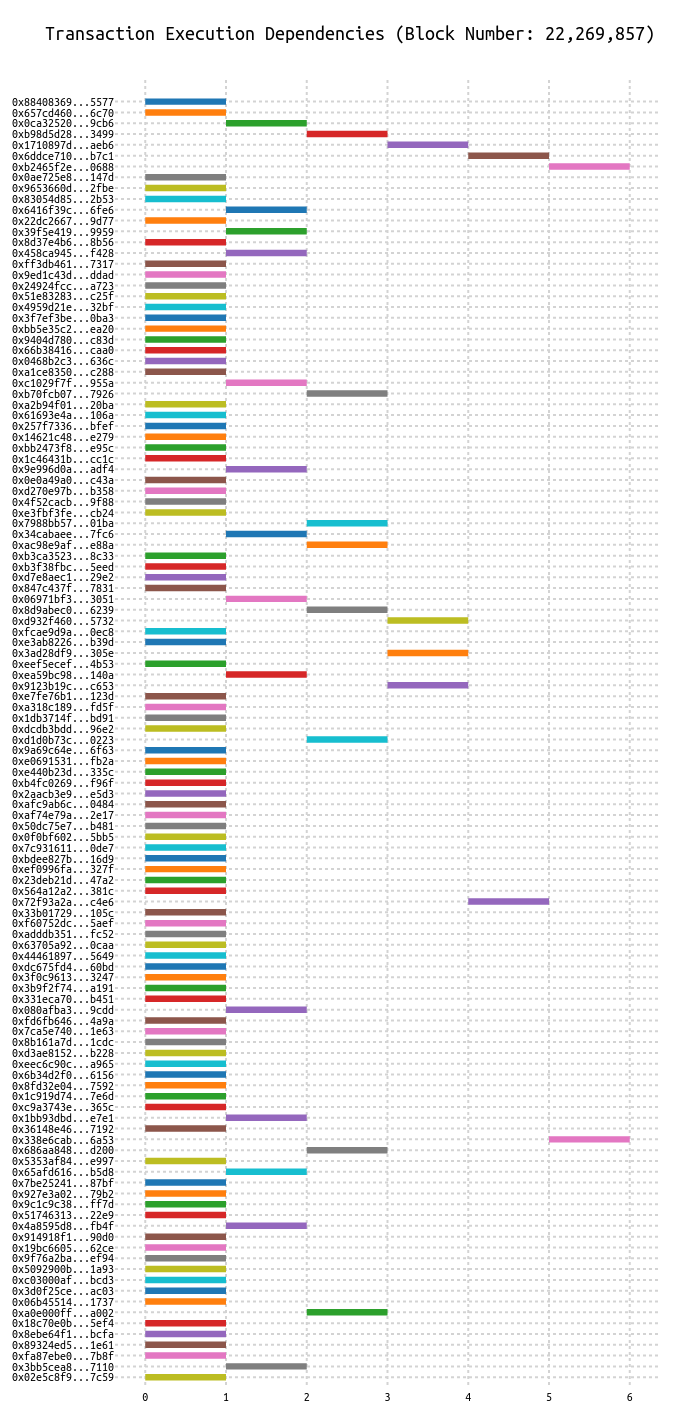 Transaction Execution Dependencies (Block Number: 22,269,857)
0x88408369...5577
0x657cd460...6c70
0x0ca32520...9cb6
0xb98d5d28...3499
0x1710897d...aeb6
0x6ddce710...b7c1
0xb2465f2e...0688
0x0ae725e8...147d
0x9653660d...2fbe
0x83054d85...2b53
0x6416f39c...6fe6
0x22dc2667...9d77
0x39f5e419...9959
0x8d37e4b6...8b56
0x458ca945...f428
0xff3db461...7317
0x9ed1c43d...ddad
0x24924fcc...a723
0x51e83283...c25f
0x4959d21e...32bf
0x3f7ef3be...0ba3
0xbb5e35c2...ea20
0x9404d780...c83d
0x66b38416...caa0
0x0468b2c3...636c
0xa1ce8350...c288
0xc1029f7f...955a
0xb70fcb07...7926
0xa2b94f01...20ba
0x61693e4a...106a
0x257f7336...bfef
0x14621c48...e279
0xbb2473f8...e95c
0x1c46431b...cc1c
0x9e996d0a...adf4
0x0e0a49a0...c43a
0xd270e97b...b358
0x4f52cacb...9f88
0xe3fbf3fe...cb24
0x7988bb57...01ba
0x34cabaee...7fc6
0xac98e9af...e88a
0xb3ca3523...8c33
0xb3f38fbc...5eed
0xd7e8aec1...29e2
0x847c437f...7831
0x06971bf3...3051
0x8d9abec0...6239
0xd932f460...5732
0xfcae9d9a...0ec8
0xe3ab8226...b39d
0x3ad28df9...305e
0xeef5ecef...4b53
0xea59bc98...140a
0x9123b19c...c653
0xe7fe76b1...123d
0xa318c189...fd5f
0x1db3714f...bd91
0xdcdb3bdd...96e2
0xd1d0b73c...0223
0x9a69c64e...6f63
0xe0691531...fb2a
0xe440b23d...335c
0xb4fc0269...f96f
0x2aacb3e9...e5d3
0xafc9ab6c...0484
0xaf74e79a...2e17
0x50dc75e7...b481
0x0f0bf602...5bb5
0x7c931611...0de7
0xbdee827b...16d9
0xef0996fa...327f
0x23deb21d...47a2
0x564a12a2...381c
0x72f93a2a...c4e6
0x33b01729...105c
0xf60752dc...5aef
0xadddb351...fc52
0x63705a92...0caa
0x44461897...5649
0xdc675fd4...60bd
0x3f0c9613...3247
0x3b9f2f74...a191
0x331eca70...b451
0x080afba3...9cdd
0xfd6fb646...4a9a
0x7ca5e740...1e63
0x8b161a7d...1cdc
0xd3ae8152...b228
0xeec6c90c...a965
0x6b34d2f0...6156
0x8fd32e04...7592
0x1c919d74...7e6d
0xc9a3743e...365c
0x1bb93dbd...e7e1
0x36148e46...7192
0x338e6cab...6a53
0x686aa848...d200
0x5353af84...e997
0x65afd616...b5d8
0x7be25241...87bf
0x927e3a02...79b2
0x9c1c9c38...ff7d
0x51746313...22e9
0x4a8595d8...fb4f
0x914918f1...90d0
0x19bc6605...62ce
0x9f76a2ba...ef94
0x5092900b...1a93
0xc03000af...bcd3
0x3d0f25ce...ac03
0x06b45514...1737
0xa0e000ff...a002
0x18c70e0b...5ef4
0x8ebe64f1...bcfa
0x89324ed5...1e61
0xfa87ebe0...7b8f
0x3bb5cea8...7110
0x02e5c8f9...7c59
0 1 2 3 4 5 6